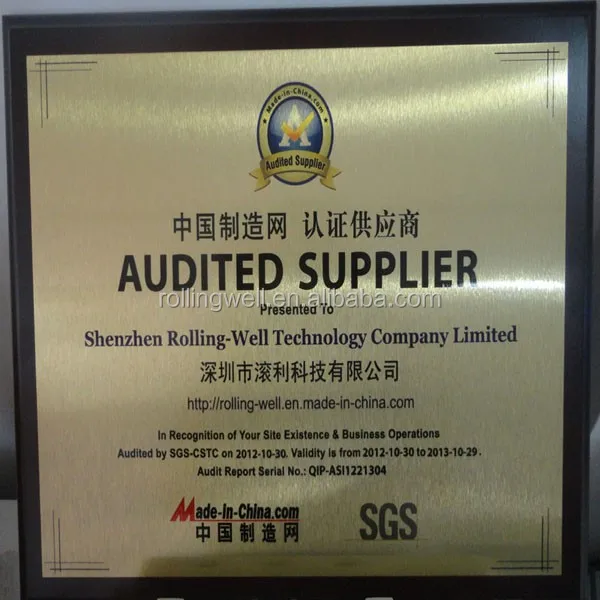 Made-in-China.com
Audited Supplier
中国制造网 认证供应商
AUDITED SUPPLIER
rollingwell.en.alibaba.com
Presented To
Shenzhen Rolling-Well Technology Company Limited
深圳市滚利科技有限公司
http://rolling-well.en.made-in-china.com
In Recognition of Your Site Existence & Business Operations
Audited by SGS-CSTC on 2012-10-30. Validity is from 2012-10-30 to 2013-10-29.
Audit Report Serial No.: QIP-ASI1221304
Made-in-China.com
中国制造网
SGS